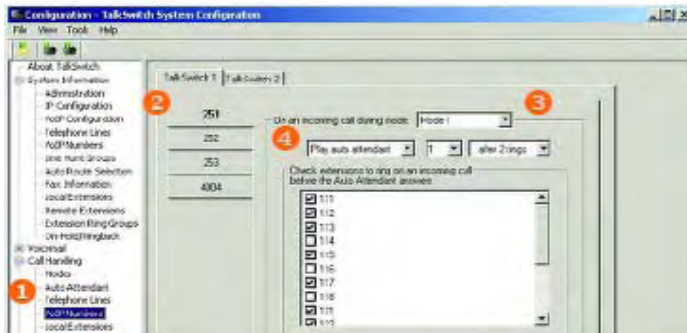 Configuration - TalkSwitch System Configuration
File View Tools Help
About TalkSwitch
System Information
Administration
IP Configuration
VoIP Configuration
Telephone Lines
VoIP Numbers
Line Hunt Groups
Auto Route Selection
Fax Information
Local Extensions
Remote Extensions
Extension Ring Groups
On-Hold/Ringback
Voicemail
Call Handling
Modes
Auto Attendant
Telephone Lines
VoIP Numbers
Local Extensions
1
TalkSwitch 1
TalkSwitch 2
2
251
252
253
4004
3
On an incoming call during mode: Mode 1
4
Play auto attendant
1
after 2 rings
Check extensions to ring on an incoming call
before the Auto Attendant answers
111
112
113
114
115
116
117
118